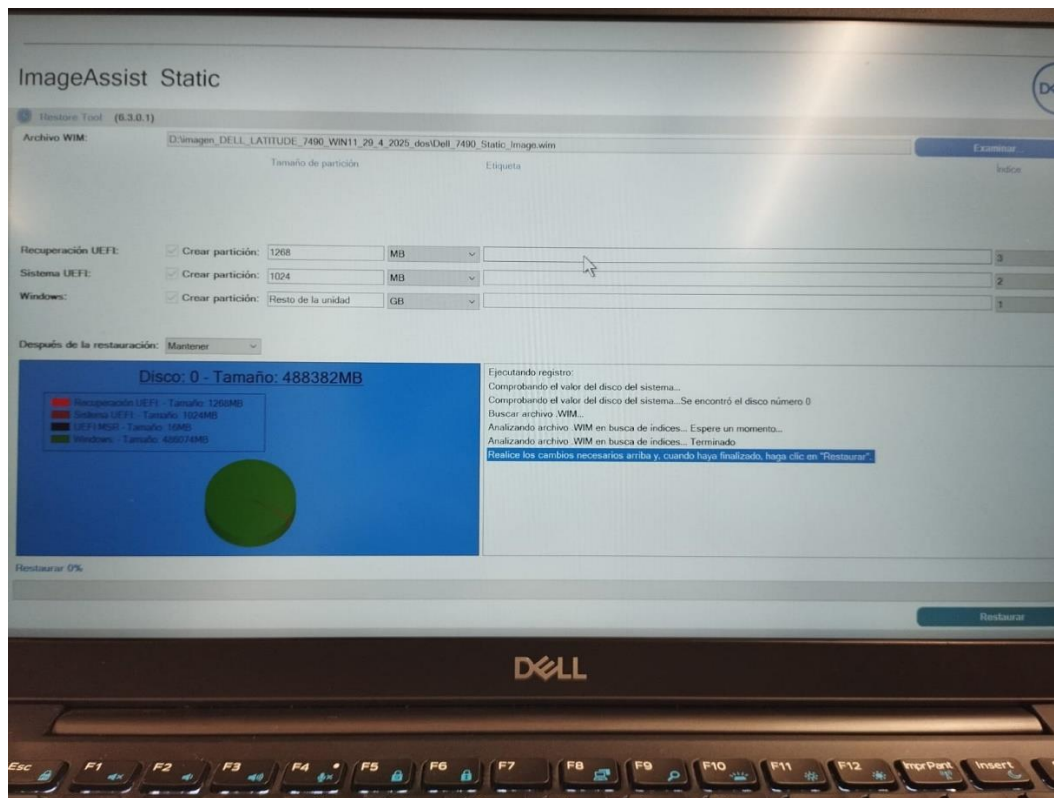 ImageAssist Static
Restore Tool (6.3.0.1)
Archivo WIM: D:\imagen_DELL_LATITUDE_7490_WIN11_29_4_2025_dos\Dell_7490_Static_Image.wim Examinar...
Tamaño de partición Etiqueta Índice
Recuperación UEFI: Crear partición: 1268 MB 3
Sistema UEFI: Crear partición: 1024 MB 2
Windows: Crear partición: Resto de la unidad GB 1
Después de la restauración: Mantener
Disco: 0 - Tamaño: 488382MB
Recuperación UEFI - Tamaño: 1268MB
Sistema UEFI - Tamaño: 1024MB
UEFI MSR - Tamaño: 16MB
Windows - Tamaño: 486074MB
Ejecutando registro:
Comprobando el valor del disco del sistema...
Comprobando el valor del disco del sistema...Se encontró el disco número 0
Buscar archivo .WIM...
Analizando archivo .WIM en busca de índices... Espere un momento...
Analizando archivo .WIM en busca de índices... Terminado
Realice los cambios necesarios arriba y, cuando haya finalizado, haga clic en "Restaurar".
Restaurar 0%
Restaurar
DELL
Esc F1 F2 F3 F4 F5 F6 F7 F8 F9 F10 F11 F12 ImprPant Insert